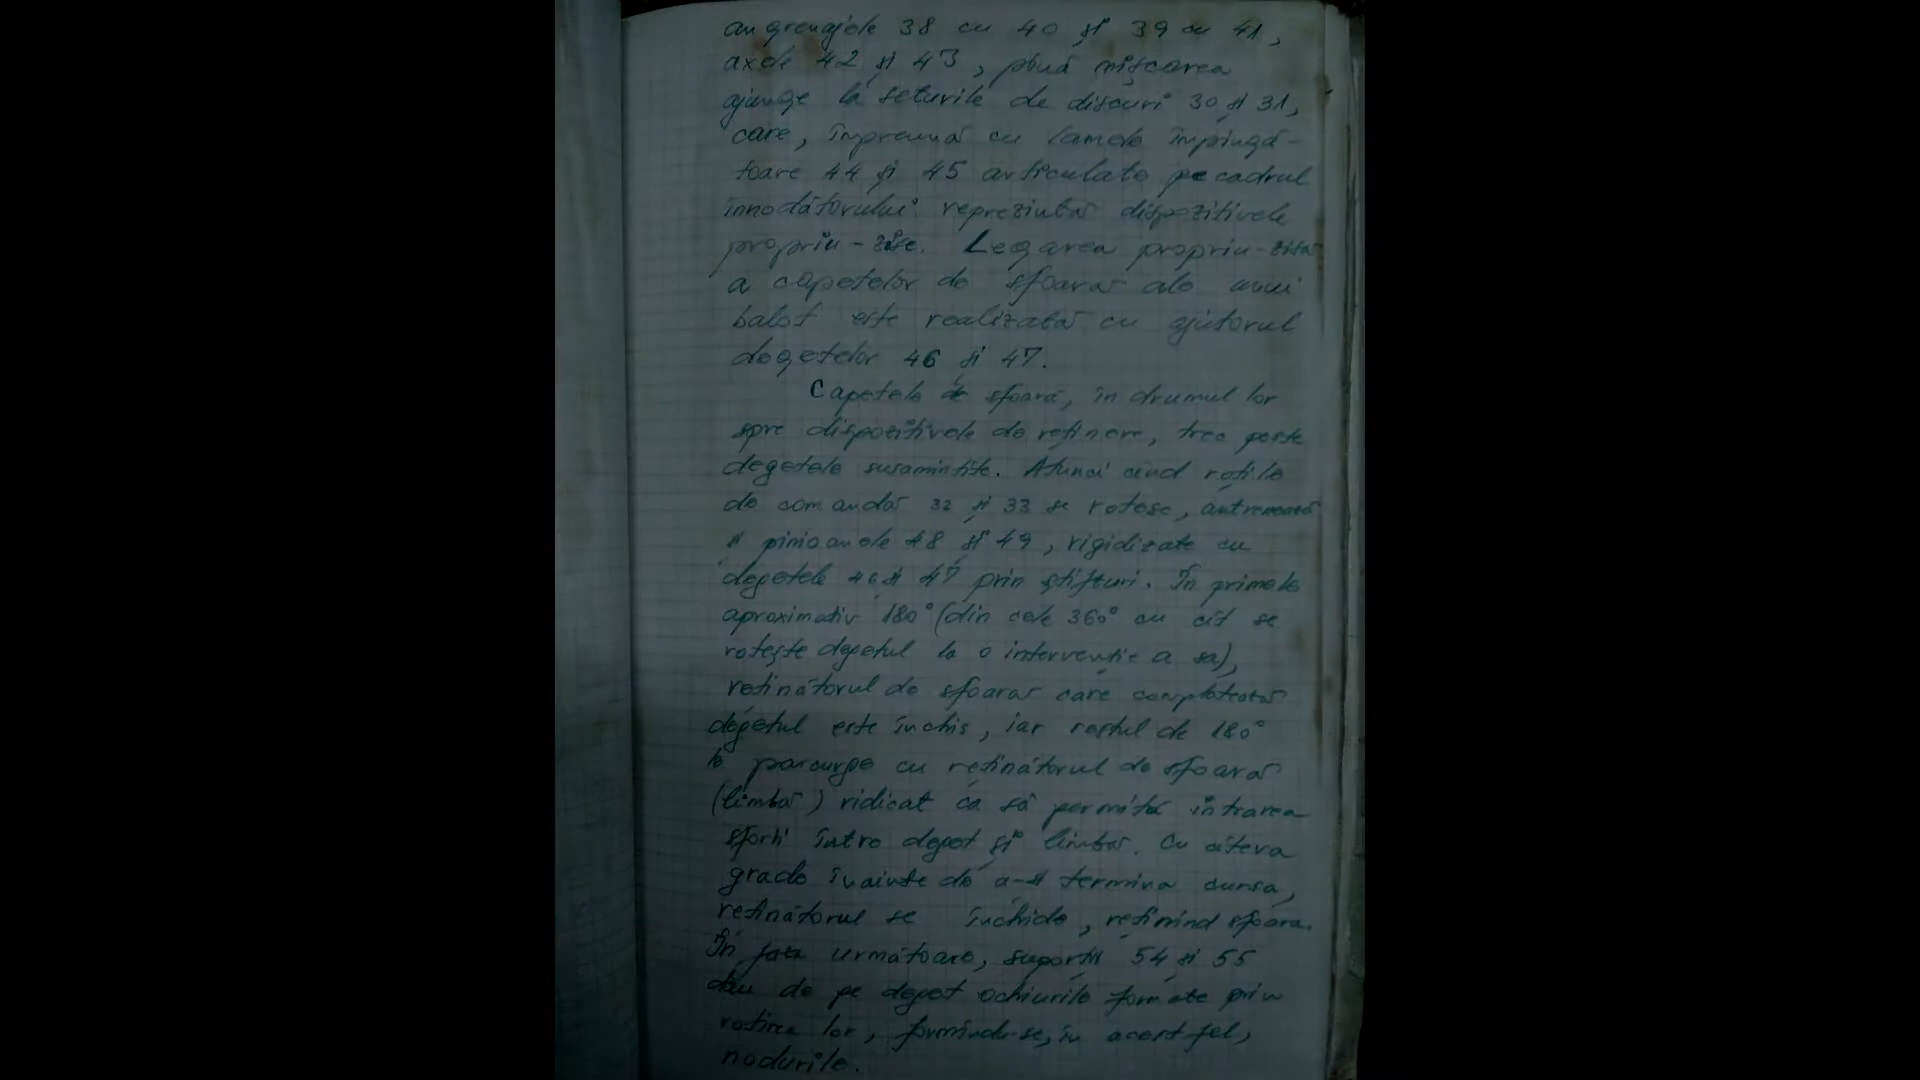 angrenajele 38 cu 40 și 39 cu 41,
axele 42 și 43, pînă mișcarea
ajunge la seturile de discuri 30 și 31,
care, împreună cu lamele împingă-
toare 44 și 45 articulate pe cadrul
înnodătorului reprezintă dispozitivele
propriu-zise. Legarea propriu-zisă
a capetelor de sfoară ale unui
balot este realizată cu ajutorul
degetelor 46 și 47.
Capetele de sfoară, în drumul lor
spre dispozitivele de reținere, trec peste
degetele susamintite. Atunci cînd roțile
de comandă 32 și 33 se rotesc, antrenează
și pinioanele 48 și 49, rigidizate cu
degetele 46 și 47 prin știfturi. În primele
aproximativ 180° (din cele 360° cu cît se
rotește degetul la o intervenție a sa),
reținătorul de sfoară care completează
degetul este închis, iar restul de 180°
le parcurge cu reținătorul de sfoară
(limbă) ridicat ca să permită intrarea
sforii între deget și limbă. Cu cîteva
grade înainte de a-și termina cursa,
reținătorul se închide, reținînd sfoara.
În faza următoare, suporții 54 și 55
dau de pe deget ochiurile formate prin
rotirea lor, formîndu-se, în acest fel,
nodurile.